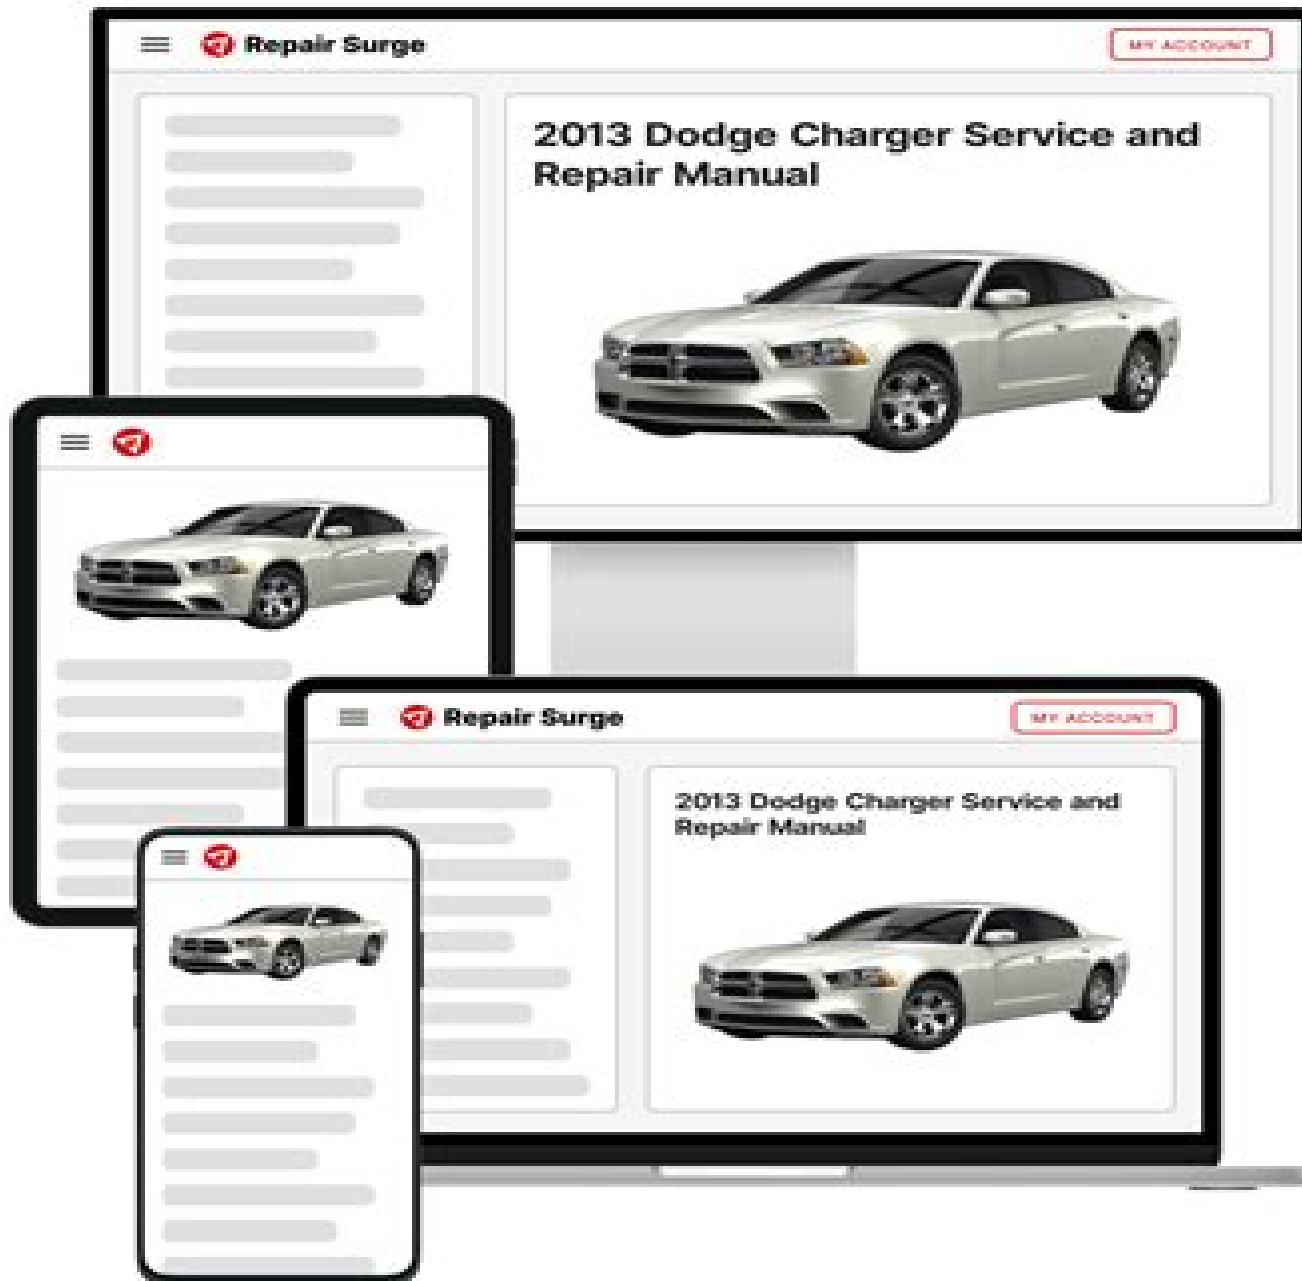 Repair Surge
MY ACCOUNT
2013 Dodge Charger Service and
Repair Manual
Repair Surge
MY ACCOUNT
2013 Dodge Charger Service and
Repair Manual